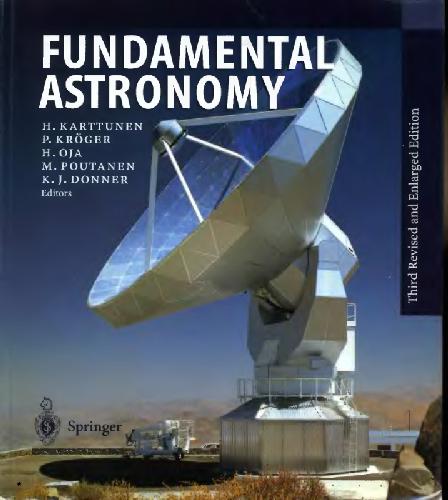 FUNDAMENTAL
ASTRONOMY
H. KARTTUNEN
P. KRÖGER
H. OJA
M. POUTANEN
K. J. DONNER
Editors
Third Revised and Enlarged Edition
Springer